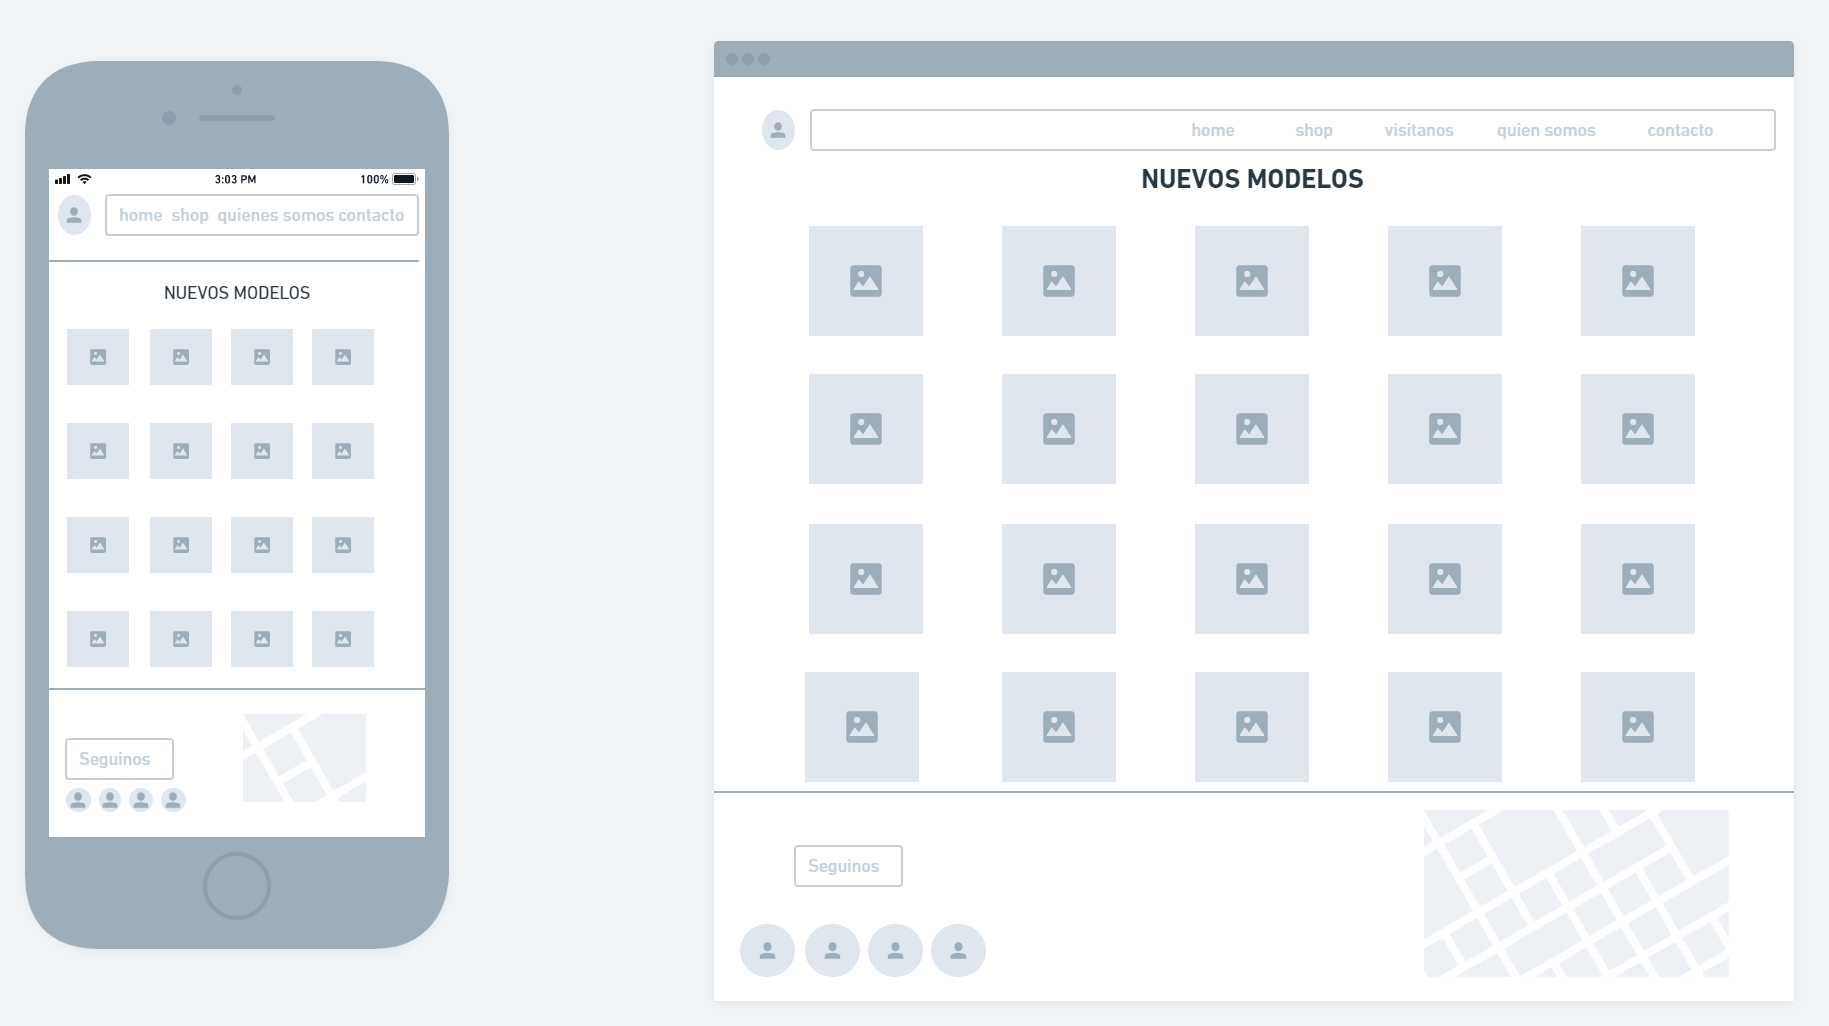 3:03 PM 100%
home shop quienes somos contacto
NUEVOS MODELOS
Seguinos
home shop visitanos quien somos contacto
NUEVOS MODELOS
Seguinos